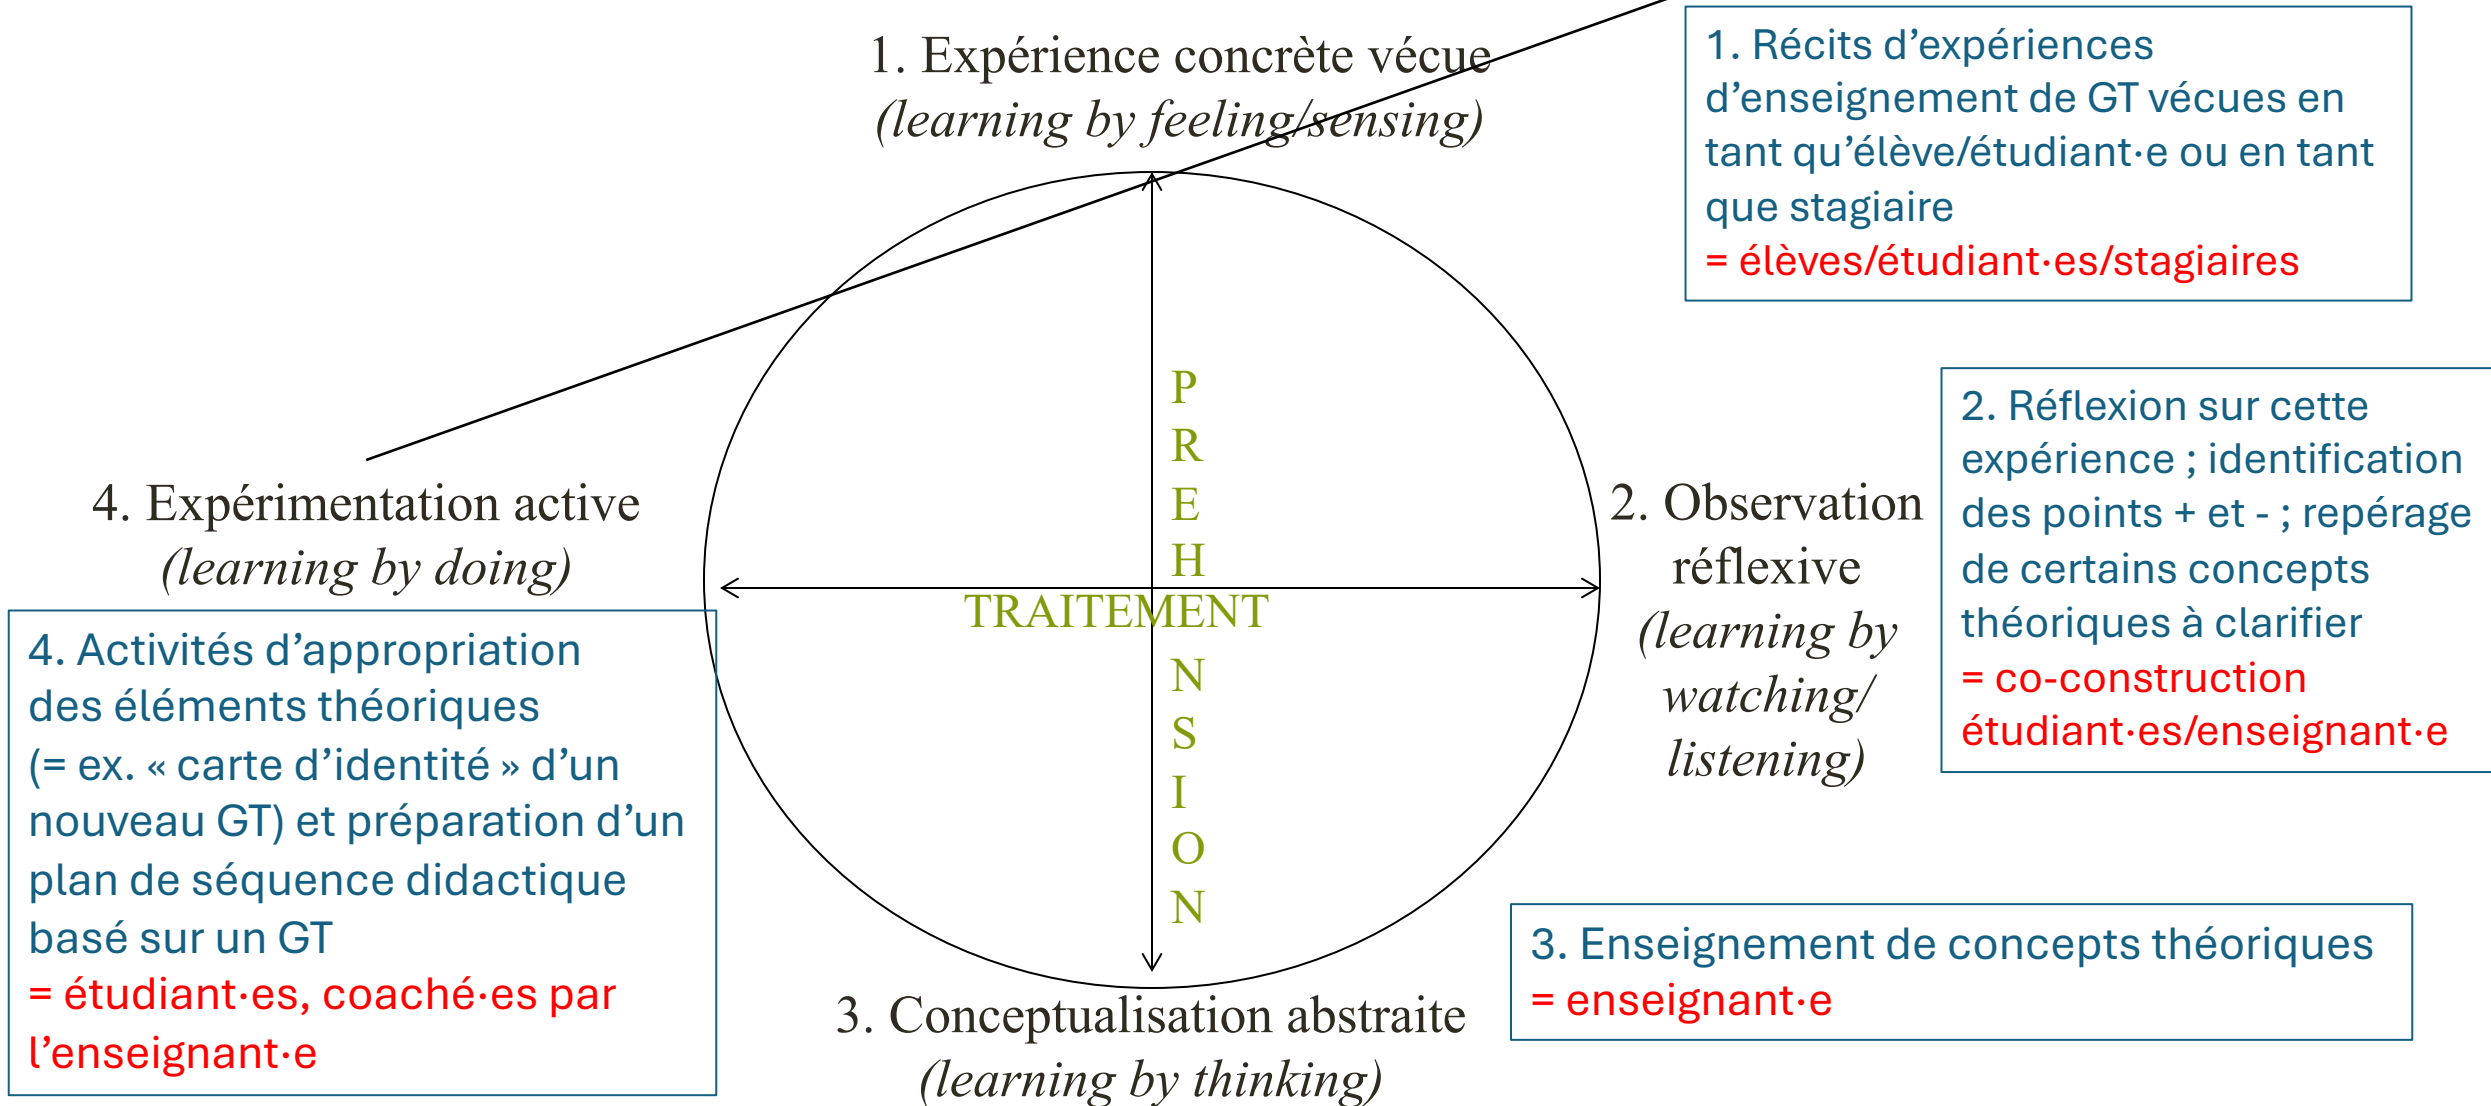 1. Expérience concrète vécue
(learning by feeling/sensing)
1. Récits d’expériences
d’enseignement de GT vécues en
tant qu’élève/étudiant·e ou en tant
que stagiaire
= élèves/étudiant·es/stagiaires
2. Observation
réflexive
(learning by
watching/
listening)
2. Réflexion sur cette
expérience ; identification
des points + et - ; repérage
de certains concepts
théoriques à clarifier
= co-construction
étudiant·es/enseignant·e
P
R
E
H
TRAITEMENT
N
S
I
O
N
3. Conceptualisation abstraite
(learning by thinking)
3. Enseignement de concepts théoriques
= enseignant·e
4. Expérimentation active
(learning by doing)
4. Activités d’appropriation
des éléments théoriques
(= ex. « carte d’identité » d’un
nouveau GT) et préparation d’un
plan de séquence didactique
basé sur un GT
= étudiant·es, coaché·es par
l’enseignant·e